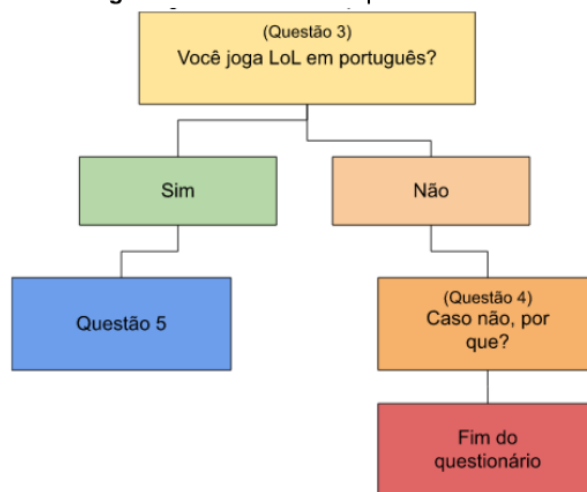 (Questão 3)
Você joga LoL em português?
Sim
Não
Questão 5
(Questão 4)
Caso não, por
que?
Fim do
questionário